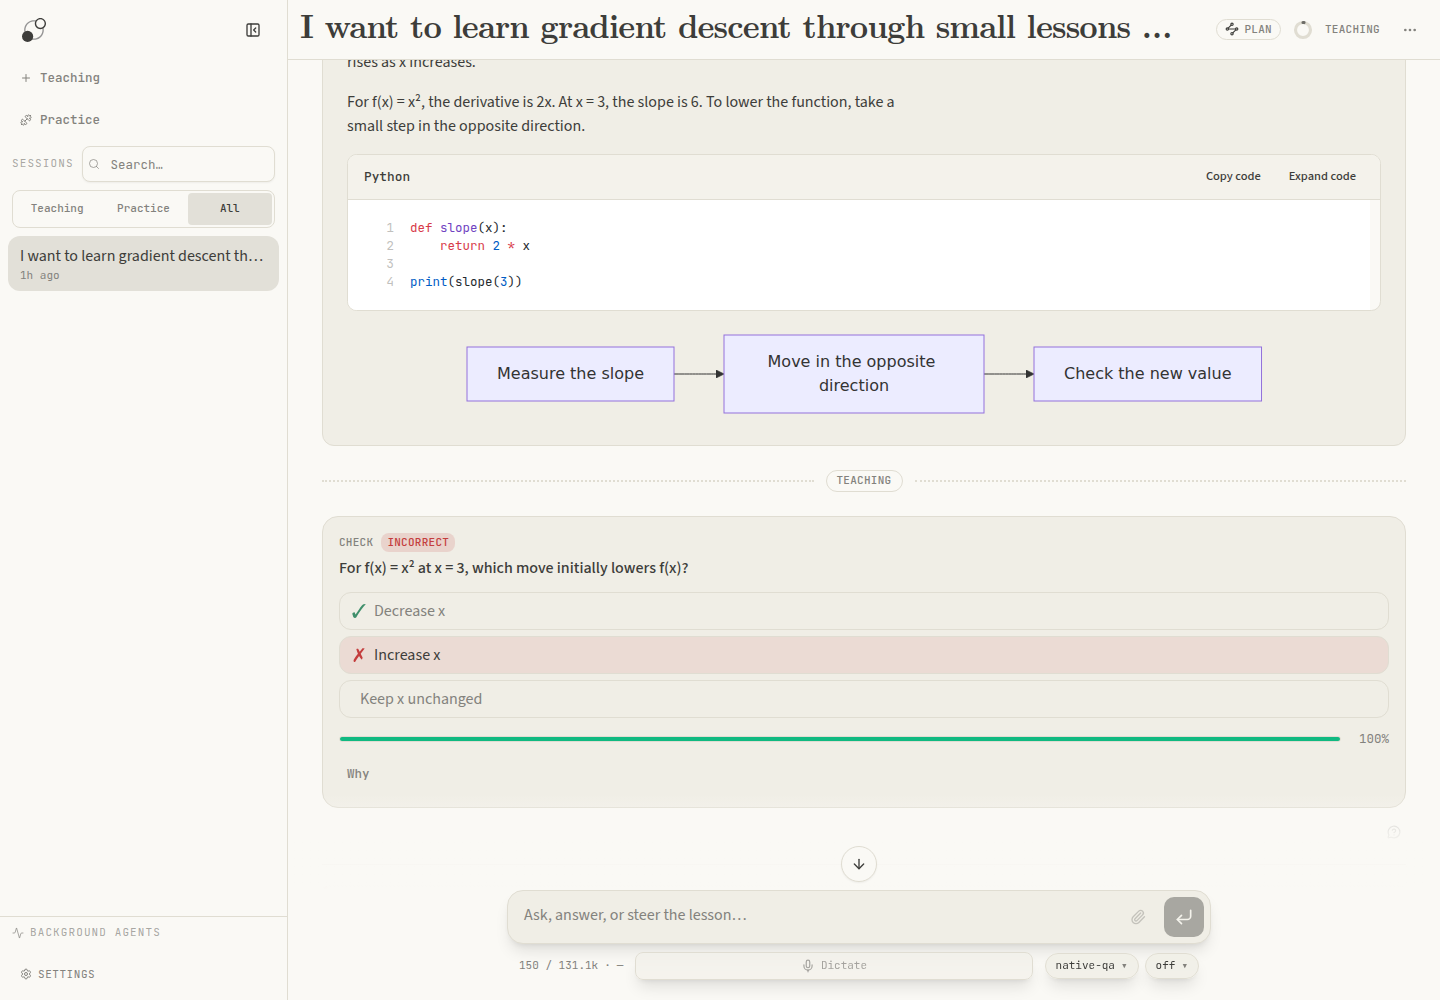 I want to learn gradient descent through small lessons ...
PLAN
TEACHING
Teaching
Practice
SESSIONS
Search…
Teaching
Practice
All
I want to learn gradient descent th…
1h ago
BACKGROUND AGENTS
SETTINGS
rises as x increases.
For f(x) = x², the derivative is 2x. At x = 3, the slope is 6. To lower the function, take a
small step in the opposite direction.
Python
Copy code
Expand code
1 def slope(x):
2     return 2 * x
3
4 print(slope(3))
Measure the slope
Move in the opposite
direction
Check the new value
TEACHING
CHECK INCORRECT
For f(x) = x² at x = 3, which move initially lowers f(x)?
✓ Decrease x
✗ Increase x
Keep x unchanged
100%
Why
Ask, answer, or steer the lesson…
150 / 131.1k · —
Dictate
native-qa ▾
off ▾